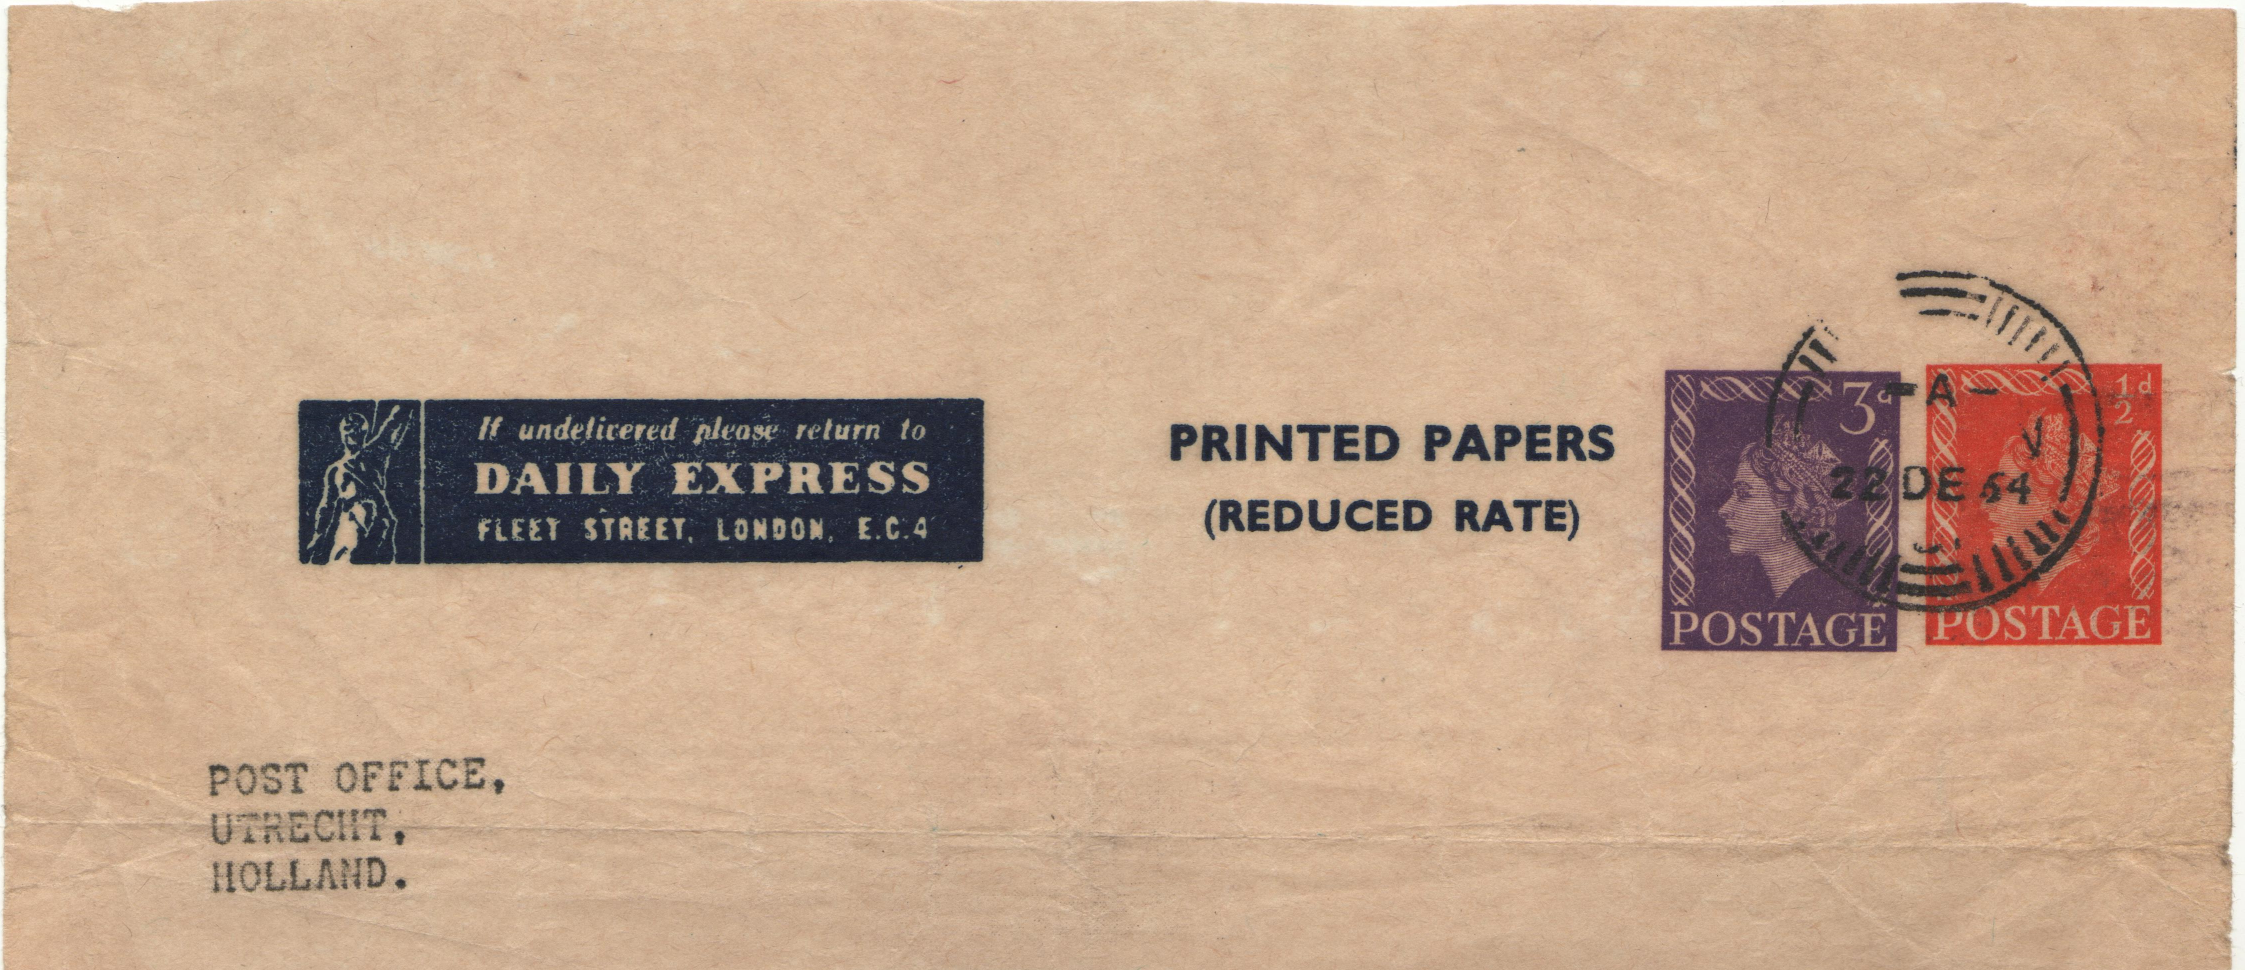 If undelivered please return to
DAILY EXPRESS
FLEET STREET, LONDON, E.C.4
PRINTED PAPERS
(REDUCED RATE)
3d
POSTAGE
½d
POSTAGE
-A-
22 DE 64
POST OFFICE,
UTRECHT,
HOLLAND.